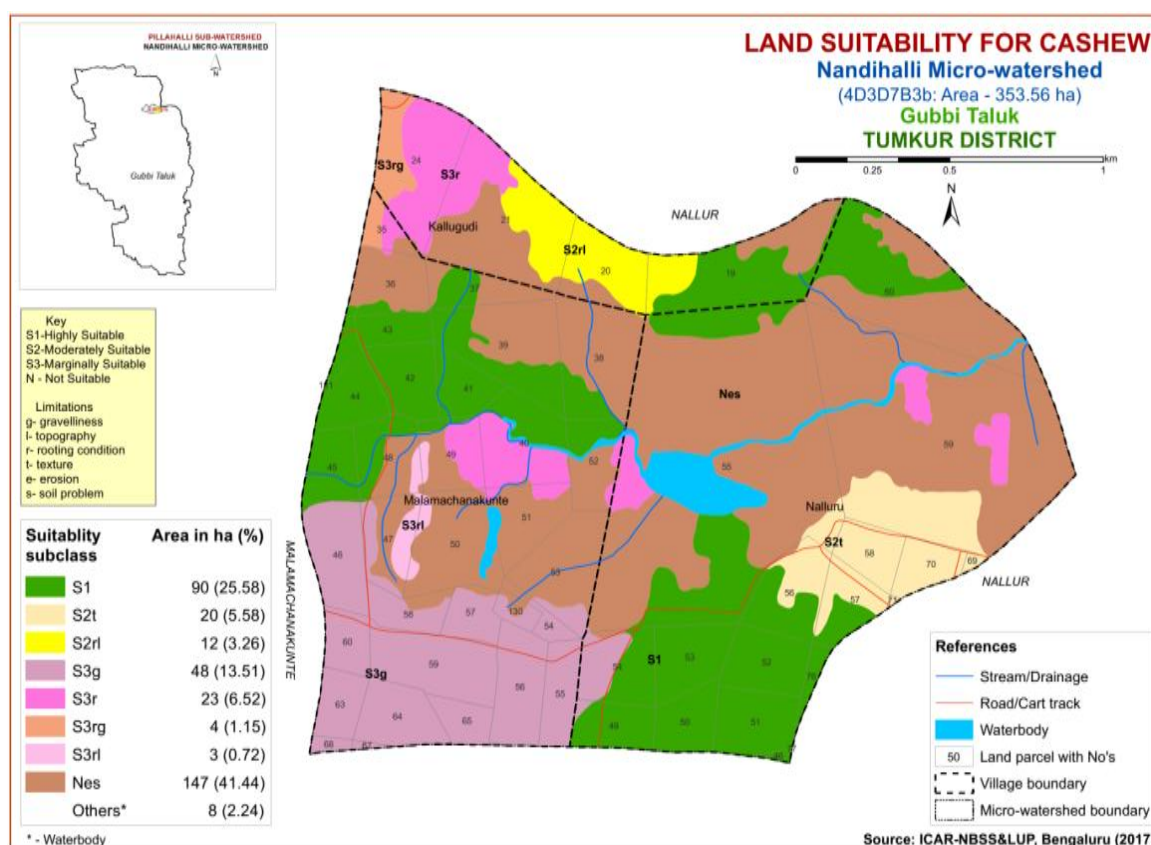 PILLAHALLI SUB-WATERSHED
NANDIHALLI MICRO-WATERSHED
N
Gubbi Taluk
LAND SUITABILITY FOR CASHEW
Nandihalli Micro-watershed
(4D3D7B3b: Area - 353.56 ha)
Gubbi Taluk
TUMKUR DISTRICT
km
0 0.25 0.5 1
N
Key
S1-Highly Suitable
S2-Moderately Suitable
S3-Marginally Suitable
N - Not Suitable
Limitations
g- gravelliness
l- topography
r- rooting condition
t- texture
e- erosion
s- soil problem
Suitablity subclass
Area in ha (%)
S1 90 (25.58)
S2t 20 (5.58)
S2rl 12 (3.26)
S3g 48 (13.51)
S3r 23 (6.52)
S3rg 4 (1.15)
S3rl 3 (0.72)
Nes 147 (41.44)
Others* 8 (2.24)
* - Waterbody
S3rg
24
S3r
NALLUR
35
Kallugudi
S2rl
20
19
60
36
37
43
39
38
42
41
44
Nes
45
48
49
40
52
55
59
Malamachanakunte
S3rl
51
50
47
Nalluru
S2t
58
70
69
NALLUR
46
MALAMACHANAKUNTE
53
56
57
130
54
56
57
71
60
59
S3g
54
S1
53
52
76
56
55
63
64
65
49
50
51
68
67
46
References
Stream/Drainage
Road/Cart track
Waterbody
50 Land parcel with No's
Village boundary
Micro-watershed boundary
Source: ICAR-NBSS&LUP, Bengaluru (2017